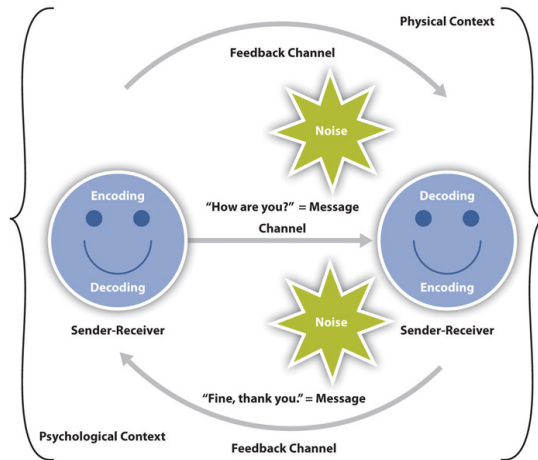 Physical Context
Feedback Channel
Noise
Encoding
Decoding
"How are you?" = Message
Channel
Decoding
Encoding
Sender-Receiver
Noise
Sender-Receiver
"Fine, thank you." = Message
Psychological Context
Feedback Channel